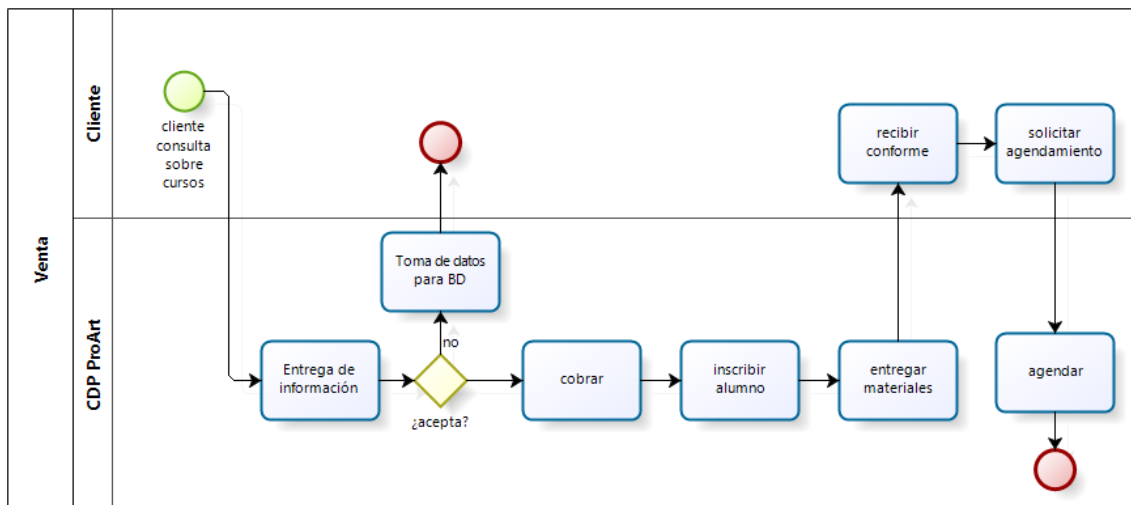 Venta
Cliente
cliente
consulta
sobre
cursos
recibir
conforme
solicitar
agendamiento
CDP ProArt
Toma de datos
para BD
no
Entrega de
información
¿acepta?
cobrar
inscribir
alumno
entregar
materiales
agendar